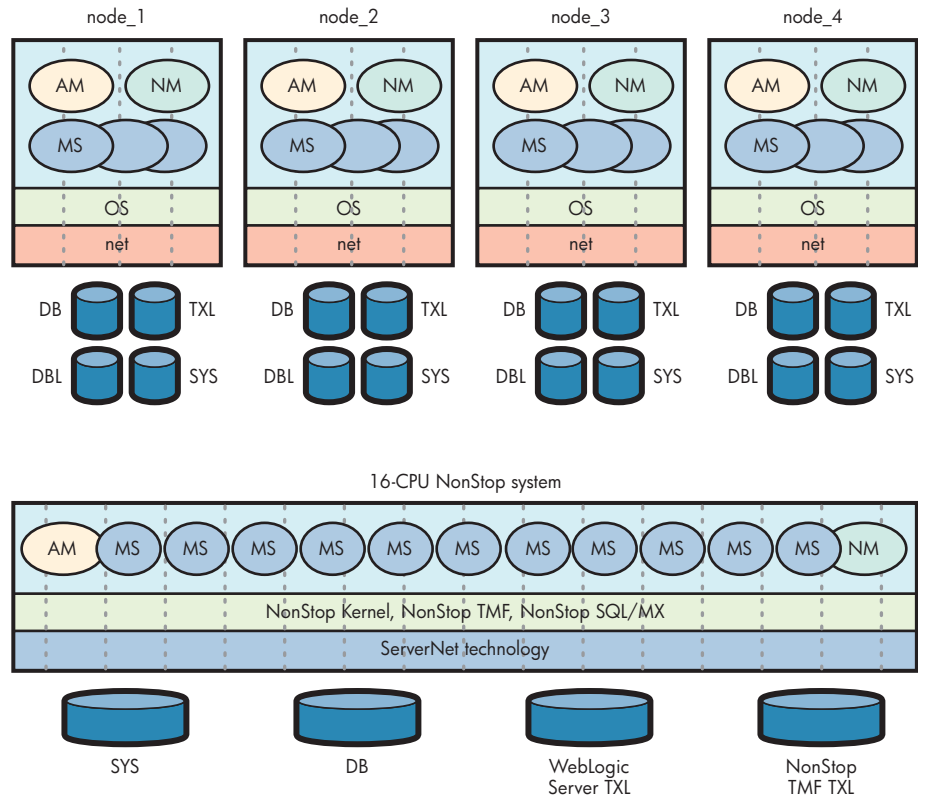 node_1 node_2 node_3 node_4
AM NM AM NM AM NM AM NM
MS MS MS MS
OS OS OS OS
net net net net
DB TXL DB TXL DB TXL DB TXL
DBL SYS DBL SYS DBL SYS DBL SYS
16-CPU NonStop system
AM MS MS MS MS MS MS MS MS MS MS MS NM
NonStop Kernel, NonStop TMF, NonStop SQL/MX
ServerNet technology
SYS DB WebLogic NonStop
Server TXL TMF TXL